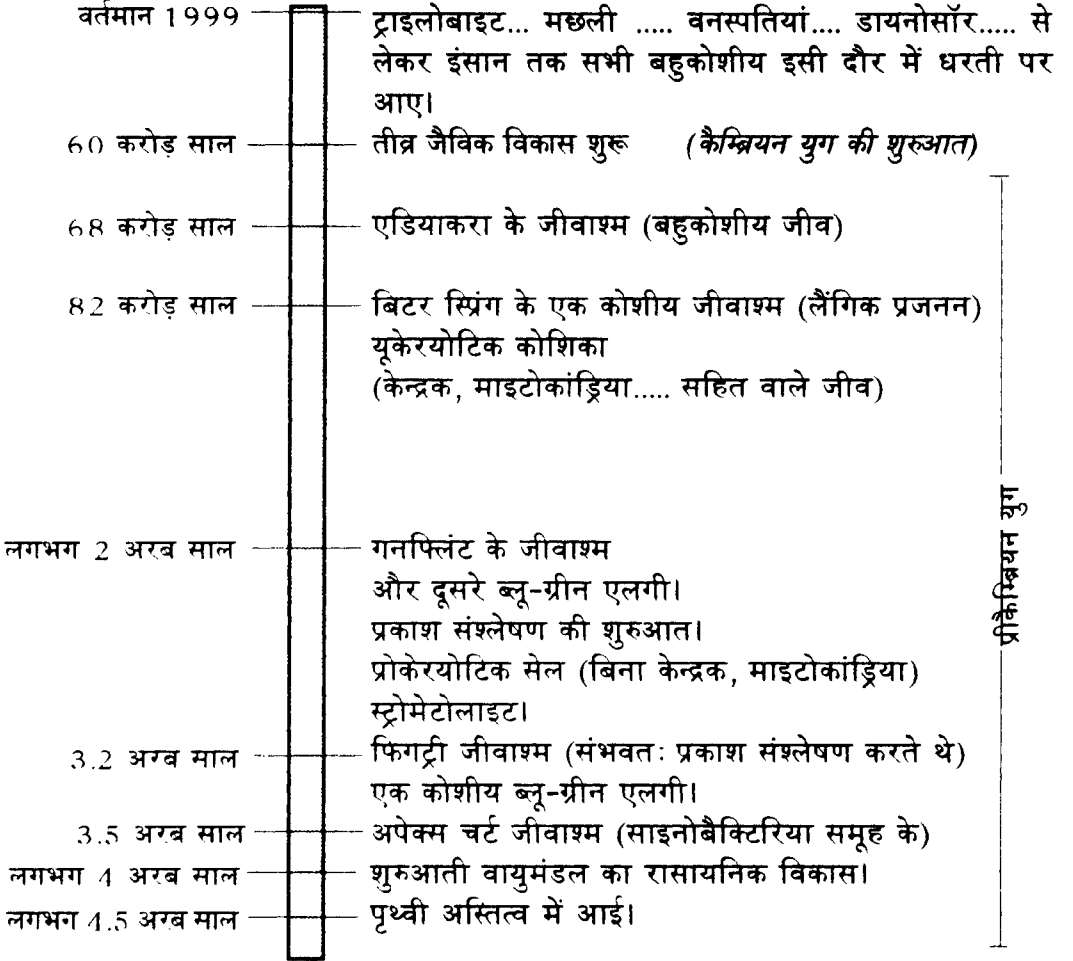 वर्तमान 1999 ट्राइलोबाइट... मछली ..... वनस्पतियां.... डायनोसॉर..... से
लेकर इंसान तक सभी बहुकोशीय इसी दौर में धरती पर
आए।
60 करोड़ साल तीव्र जैविक विकास शुरू (कैम्ब्रियन युग की शुरुआत)
68 करोड़ साल एडियाकरा के जीवाश्म (बहुकोशीय जीव)
82 करोड़ साल बिटर स्प्रिंग के एक कोशीय जीवाश्म (लैंगिक प्रजनन)
यूकेरयोटिक कोशिका
(केन्द्रक, माइटोकांड्रिया..... सहित वाले जीव)
लगभग 2 अरब साल गनफ्लिंट के जीवाश्म
और दूसरे ब्लू-ग्रीन एलगी।
प्रकाश संश्लेषण की शुरुआत।
प्रोकेरयोटिक सेल (बिना केन्द्रक, माइटोकांड्रिया)
स्ट्रोमेटोलाइट।
3.2 अरब साल फिगट्री जीवाश्म (संभवतः प्रकाश संश्लेषण करते थे)
एक कोशीय ब्लू-ग्रीन एलगी।
3.5 अरब साल अपेक्स चर्ट जीवाश्म (साइनोबैक्टिरिया समूह के)
लगभग 4 अरब साल शुरुआती वायुमंडल का रासायनिक विकास।
लगभग 4.5 अरब साल पृथ्वी अस्तित्व में आई।
प्रीकैम्ब्रियन युग